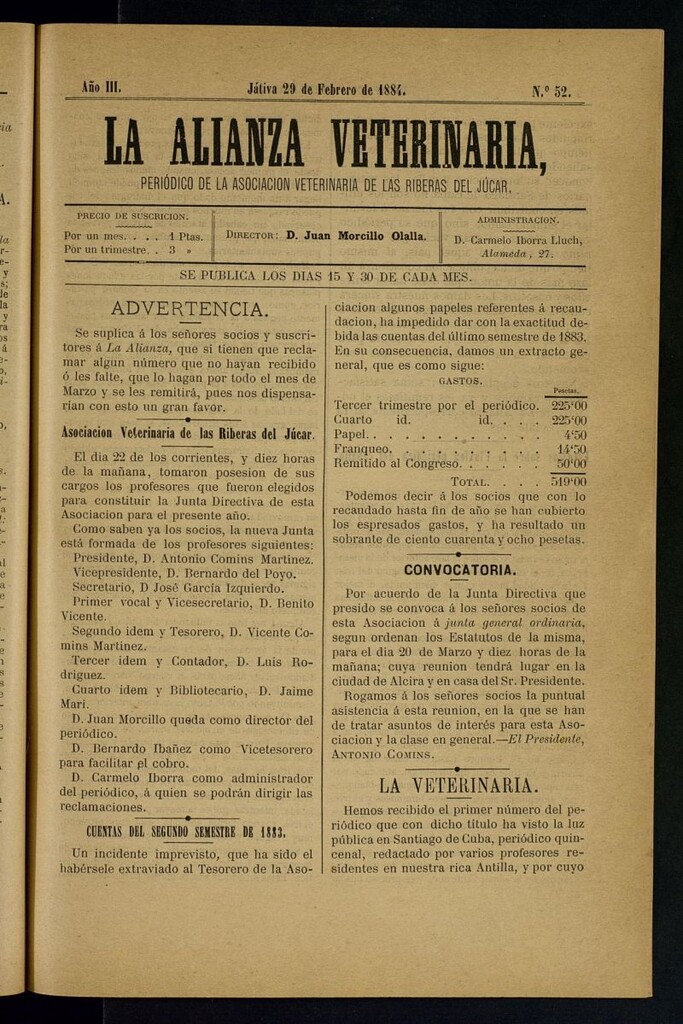 Año III.
Játiva 29 de Febrero de 1884.
N.º 52.
LA ALIANZA VETERINARIA,
PERIÓDICO DE LA ASOCIACION VETERINARIA DE LAS RIBERAS DEL JÚCAR.
PRECIO DE SUSCRICION.
Por un mes. . . . 1 Ptas.
Pór un trimestre. . 3 »
DIRECTOR: D. Juan Morcillo Olalla.
ADMINISTRACION.
D. Carmelo Iborra Lluch,
Alameda, 27.
SE PUBLICA LOS DIAS 15 Y 30 DE CADA MES.
ADVERTENCIA.
Se suplica á los señores socios y suscri-
tores á La Alianza, que si tienen que recla-
mar algun número que no hayan recibido
ó les falte, que lo hagan por todo el mes de
Marzo y se les remitirá, pues nos dispensa-
rían con esto un gran favor.
Asociacion Veterinaria de las Riberas del Júcar.
El dia 22 de los corrientes, y diez horas
de la mañana, tomaron posesion de sus
cargos los profesores que fueron elegidos
para constituir la Junta Directiva de esta
Asociacion para el presente año.
Como saben ya los socios, la nueva Junta
está formada de los profesores siguientes:
Presidente, D. Antonio Comins Martinez.
Vicepresidente, D. Bernardo del Poyo.
Secretario, D José García Izquierdo.
Primer vocal y Vicesecretario, D. Benito
Vicente.
Segundo idem y Tesorero, D. Vicente Co-
mins Martinez.
Tercer idem y Contador, D. Luis Ro-
driguez.
Cuarto idem y Bibliotecario, D. Jaime
Mari.
D. Juan Morcillo queda como director del
periódico.
D. Bernardo Ibañez como Vicetesorero
para facilitar el cobro.
D. Carmelo Iborra como administrador
del periódico, á quien se podrán dirigir las
reclamaciones.
CUENTAS DEL SEGUNDO SEMESTRE DE 1883.
Un incidente imprevisto, que ha sido el
habérsele extraviado al Tesorero de la Aso-
ciacion algunos papeles referentes á recau-
dacion, ha impedido dar con la exactitud de-
bida las cuentas del último semestre de 1883.
En su consecuencia, damos un extracto ge-
neral, que es como sigue:
GASTOS.
Pesetas.
Tercer trimestre por el periódico. 225'00
Cuarto id. id. . . . 225'00
Papel. . . . . . . . . . . 4'50
Franqueo. . . . . . . . . 14'50
Remitido al Congreso. . . . . . 50'00
TOTAL. . . . 519'00
Podemos decir á los socios que con lo
recaudado hasta fin de año se han cubierto
los espresados gastos, y ha resultado un
sobrante de ciento cuarenta y ocho pesetas.
CONVOCATORIA.
Por acuerdo de la Junta Directiva que
presido se convoca á los señores socios de
esta Asociacion á junta general ordinaria,
segun ordenan los Estatutos de la misma,
para el dia 20 de Marzo y diez horas de la
mañana; cuya reunion tendrá lugar en la
ciudad de Alcira y en casa del Sr. Presidente.
Rogamos á los señores socios la puntual
asistencia á esta reunion, en la que se han
de tratar asuntos de interés para esta Aso-
ciacion y la clase en general.—El Presidente,
ANTONIO COMINS.
LA VETERINARIA.
Hemos recibido el primer número del pe-
riódico que con dicho título ha visto la luz
pública en Santiago de Cuba, periódico quin-
cenal, redactado por varios profesores re-
sidentes en nuestra rica Antilla, y por cuyo